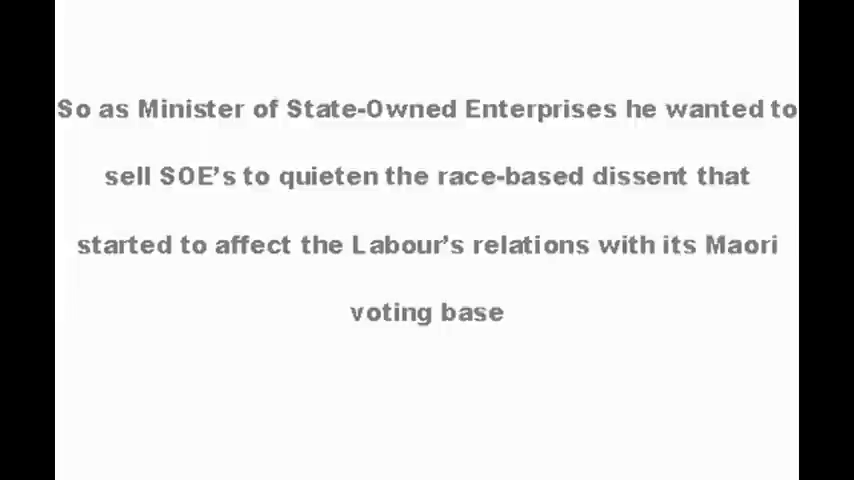 So as Minister of State-Owned Enterprises he wanted to
sell SOE's to quieten the race-based dissent that
started to affect the Labour's relations with its Maori
voting base